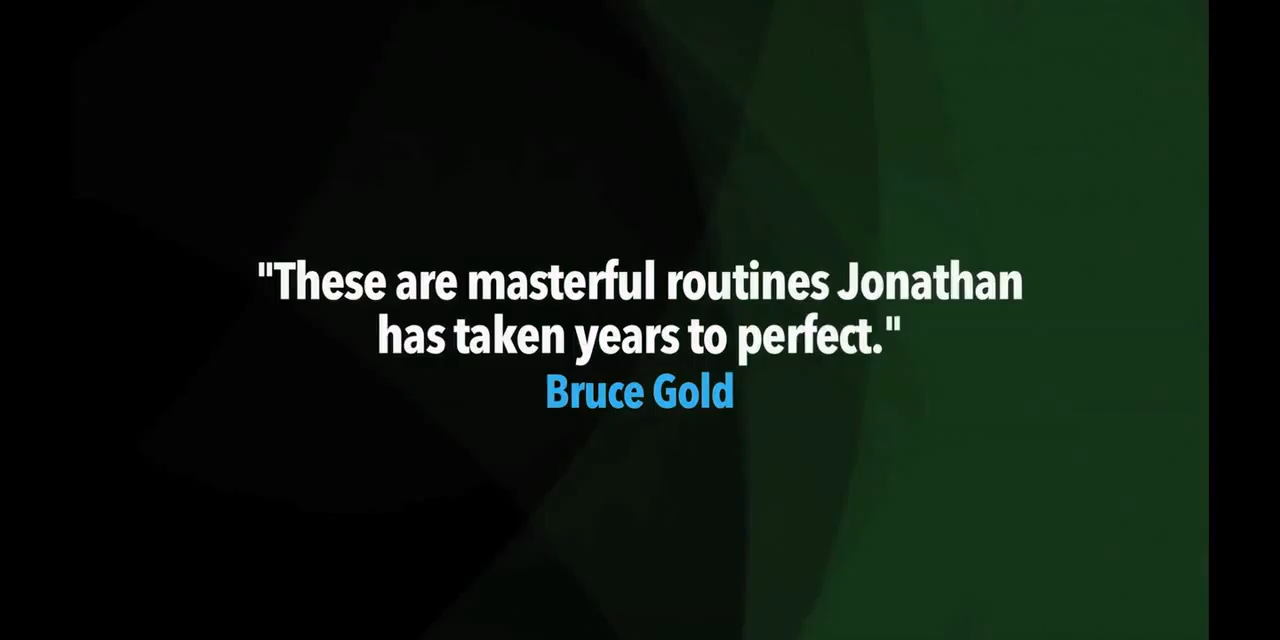 "These are masterful routines Jonathan
has taken years to perfect."
Bruce Gold